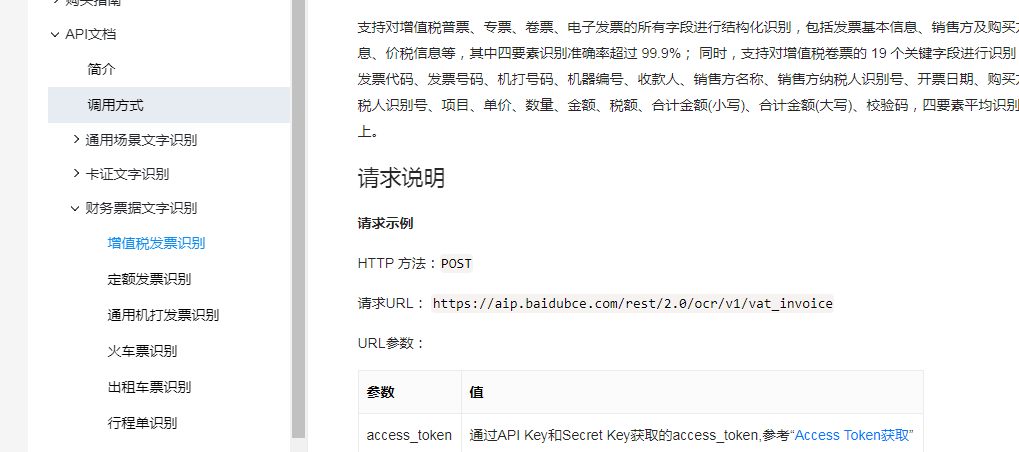 购买指南
API文档
简介
调用方式
通用场景文字识别
卡证文字识别
财务票据文字识别
增值税发票识别
定额发票识别
通用机打发票识别
火车票识别
出租车票识别
行程单识别
支持对增值税普票、专票、卷票、电子发票的所有字段进行结构化识别，包括发票基本信息、销售方及购买方
息、价税信息等，其中四要素识别准确率超过 99.9%； 同时，支持对增值税卷票的 19 个关键字段进行识别
发票代码、发票号码、机打号码、机器编号、收款人、销售方名称、销售方纳税人识别号、开票日期、购买方
税人识别号、项目、单价、数量、金额、税额、合计金额(小写)、合计金额(大写)、校验码，四要素平均识别
上。
请求说明
请求示例
HTTP 方法：POST
请求URL： https://aip.baidubce.com/rest/2.0/ocr/v1/vat_invoice
URL参数：
参数 值
access_token 通过API Key和Secret Key获取的access_token,参考“Access Token获取”